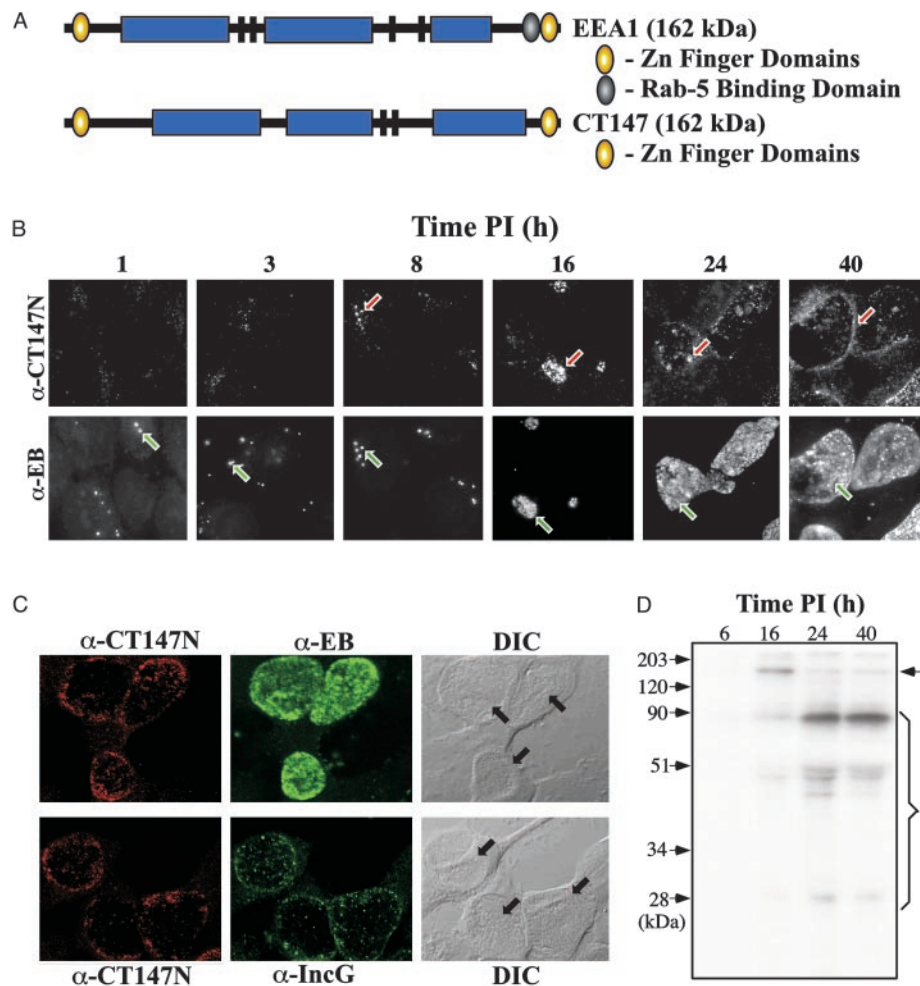 A
EEA1 (162 kDa)
- Zn Finger Domains
- Rab-5 Binding Domain
CT147 (162 kDa)
- Zn Finger Domains
B
Time PI (h)
1 3 8 16 24 40
α-CT147N
α-EB
C
α-CT147N α-EB DIC
α-CT147N α-IncG DIC
D
Time PI (h)
6 16 24 40
203
120
90
51
34
28
(kDa)